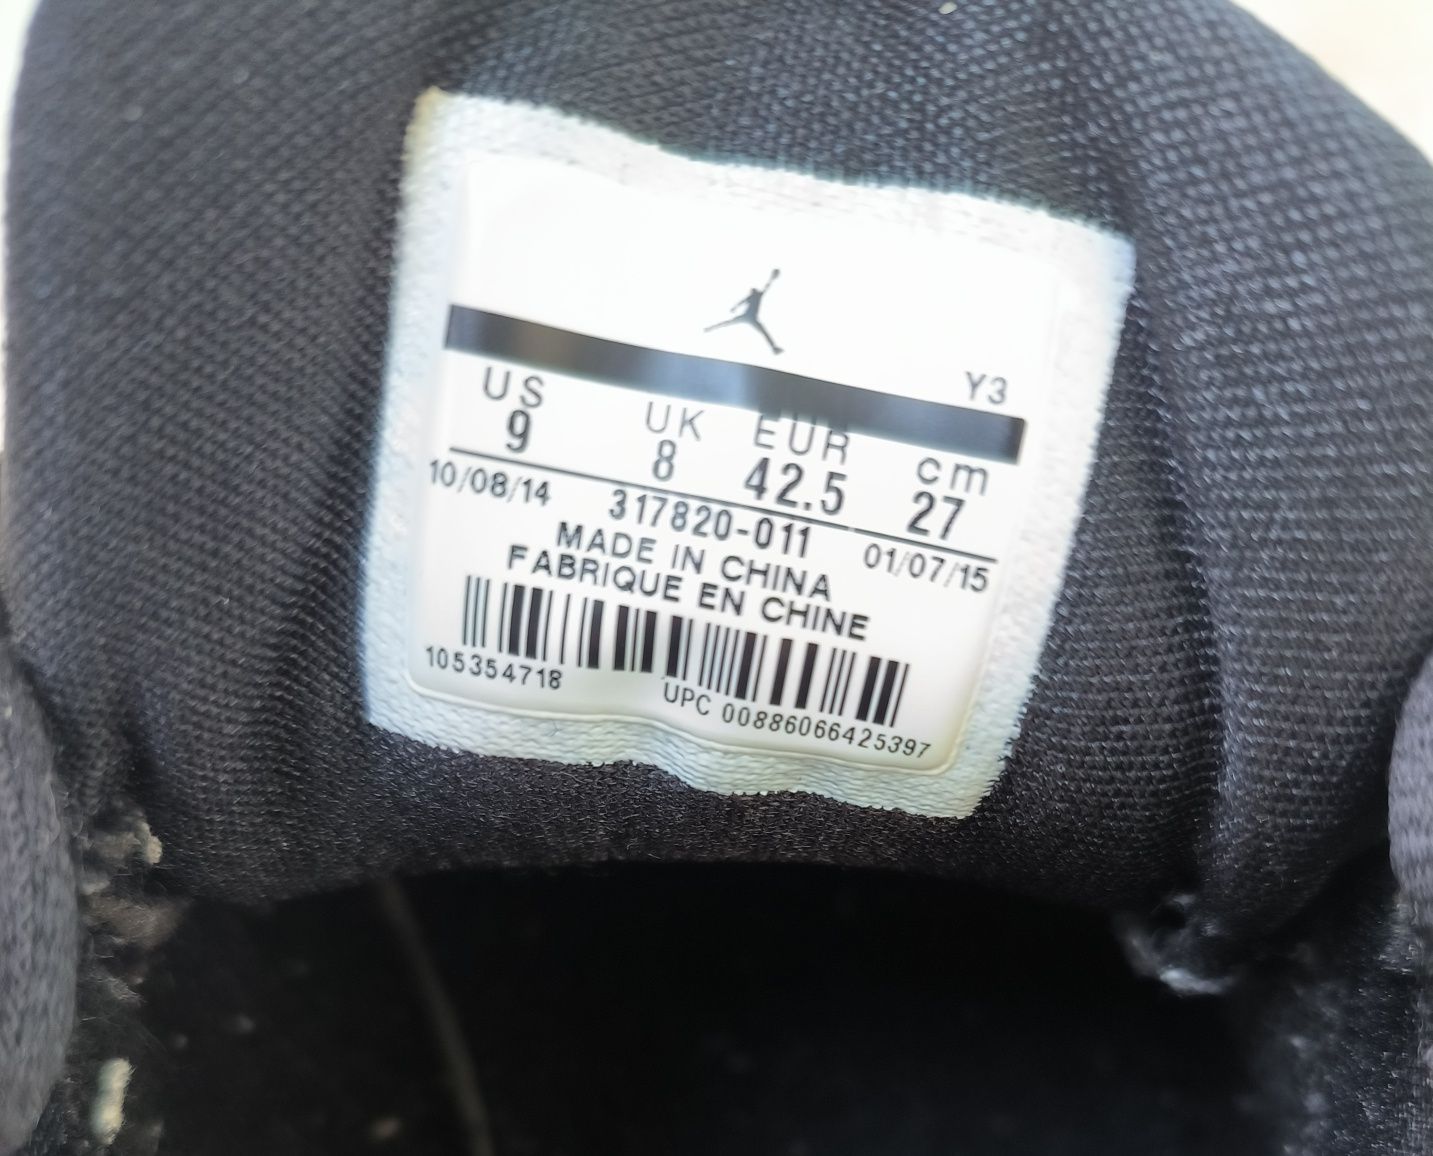 Y3
US UK EUR cm
9 8 42.5 27
10/08/14 317820-011 01/07/15
MADE IN CHINA
FABRIQUE EN CHINE
105354718 UPC 00886066425397